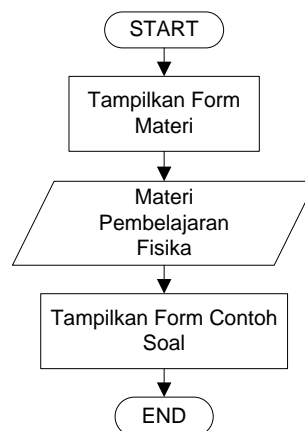 START
Tampilkan Form
Materi
Materi
Pembelajaran
Fisika
Tampilkan Form Contoh
Soal
END